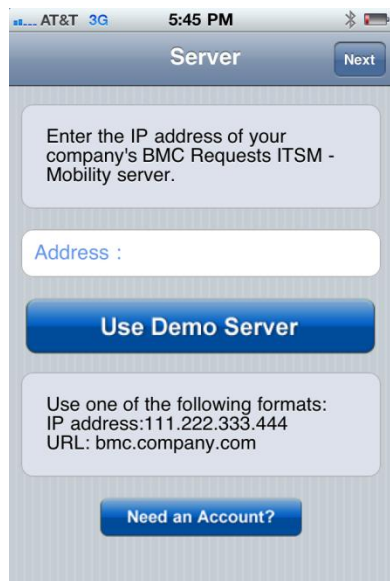 AT&T 3G 5:45 PM
Server Next
Enter the IP address of your
company's BMC Requests ITSM -
Mobility server.
Address :
Use Demo Server
Use one of the following formats:
IP address:111.222.333.444
URL: bmc.company.com
Need an Account?